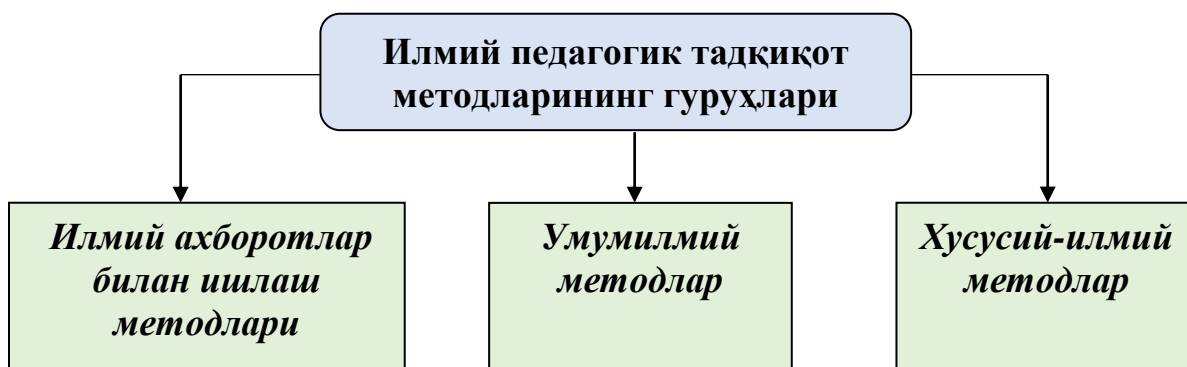 Илмий педагогик тадқиқот
методларининг гуруҳлари
Илмий ахборотлар
билан ишлаш
методлари
Умумилмий
методлар
Хусусий-илмий
методлар